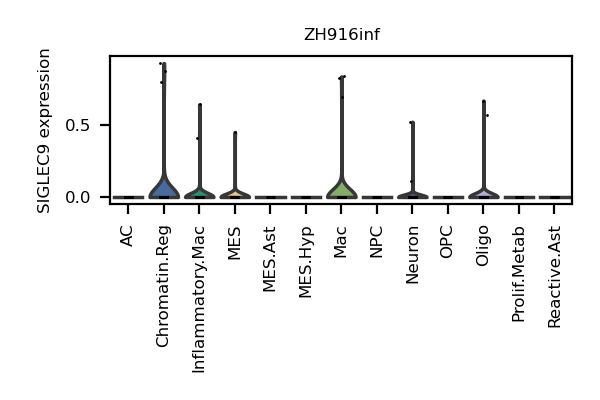 ZH916inf
SIGLEC9 expression
0.5
0.0
AC
Chromatin.Reg
Inflammatory.Mac
MES
MES.Ast
MES.Hyp
Mac
NPC
Neuron
OPC
Oligo
Prolif.Metab
Reactive.Ast